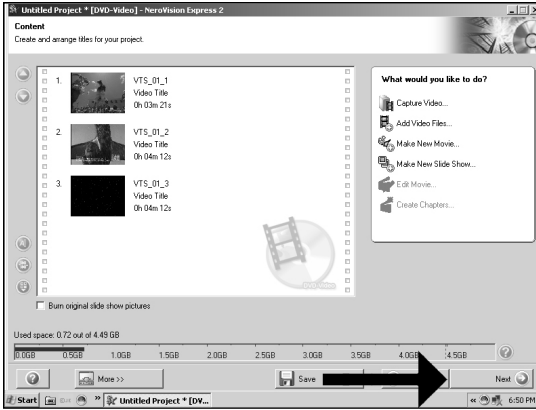 Untitled Project * [DVD-Video] - NeroVision Express 2
Content
Create and arrange titles for your project.
1. VTS_01_1
Video Title
0h 03m 21s
2. VTS_01_2
Video Title
0h 04m 12s
3. VTS_01_3
Video Title
0h 04m 12s
DVD-Video
What would you like to do?
Capture Video...
Add Video Files...
Make New Movie...
Make New Slide Show...
Edit Movie...
Create Chapters...
Burn original slide show pictures
Used space: 0.72 out of 4.49 GB
0.0GB 0.5GB 1.0GB 1.5GB 2.0GB 2.5GB 3.0GB 3.5GB 4.0GB 4.5GB
More >>
Save
Next
Start
Untitled Project * [DV...
6:50 PM